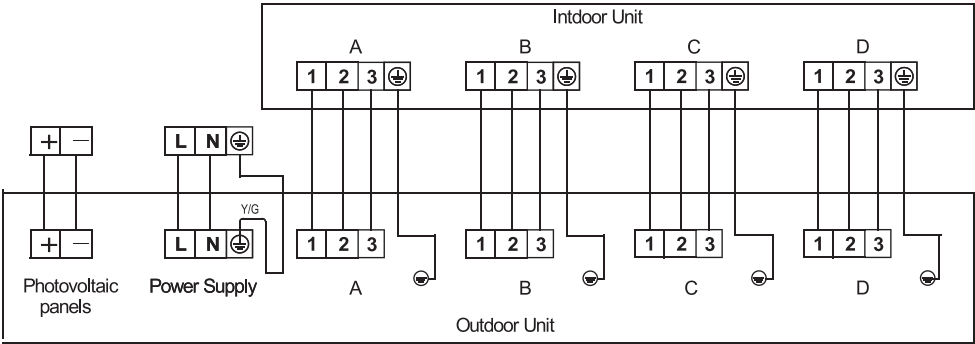 Intdoor Unit
A B C D
1 2 3 1 2 3 1 2 3 1 2 3
+ − L N
Y/G
+ − L N 1 2 3 1 2 3 1 2 3 1 2 3
Photovoltaic
panels
Power Supply
A B C D
Outdoor Unit